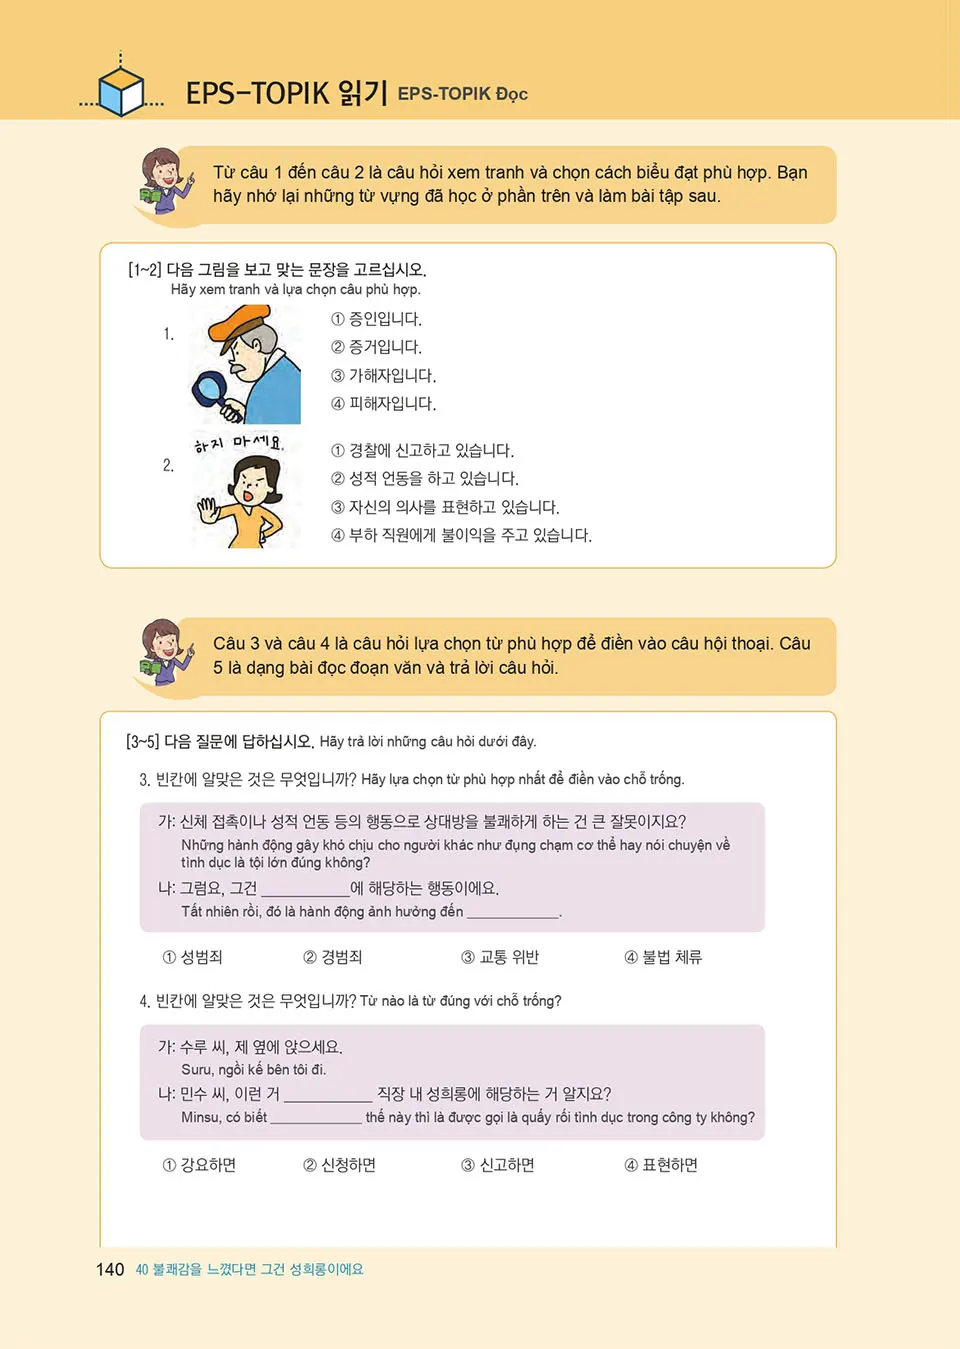 EPS-TOPIK 읽기 EPS-TOPIK Đọc
Từ câu 1 đến câu 2 là câu hỏi xem tranh và chọn cách biểu đạt phù hợp. Bạn
hãy nhớ lại những từ vựng đã học ở phần trên và làm bài tập sau.
[1~2] 다음 그림을 보고 맞는 문장을 고르십시오.
Hãy xem tranh và lựa chọn câu phù hợp.
1.
① 증인입니다.
② 증거입니다.
③ 가해자입니다.
④ 피해자입니다.
2.
하지 마세요.
① 경찰에 신고하고 있습니다.
② 성적 언동을 하고 있습니다.
③ 자신의 의사를 표현하고 있습니다.
④ 부하 직원에게 불이익을 주고 있습니다.
Câu 3 và câu 4 là câu hỏi lựa chọn từ phù hợp để điền vào câu hội thoại. Câu
5 là dạng bài đọc đoạn văn và trả lời câu hỏi.
[3~5] 다음 질문에 답하십시오. Hãy trả lời những câu hỏi dưới đây.
3. 빈칸에 알맞은 것은 무엇입니까? Hãy lựa chọn từ phù hợp nhất để điền vào chỗ trống.
가: 신체 접촉이나 성적 언동 등의 행동으로 상대방을 불쾌하게 하는 건 큰 잘못이지요?
Những hành động gây khó chịu cho người khác như đụng chạm cơ thể hay nói chuyện về
tình dục là tội lớn đúng không?
나: 그럼요, 그건 ___________에 해당하는 행동이에요.
Tất nhiên rồi, đó là hành động ảnh hưởng đến ____________.
① 성범죄 ② 경범죄 ③ 교통 위반 ④ 불법 체류
4. 빈칸에 알맞은 것은 무엇입니까? Từ nào là từ đúng với chỗ trống?
가: 수루 씨, 제 옆에 앉으세요.
Suru, ngồi kế bên tôi đi.
나: 민수 씨, 이런 거 ___________ 직장 내 성희롱에 해당하는 거 알지요?
Minsu, có biết ____________ thế này thì là được gọi là quấy rối tình dục trong công ty không?
① 강요하면 ② 신청하면 ③ 신고하면 ④ 표현하면
140 40 불쾌감을 느꼈다면 그건 성희롱이에요